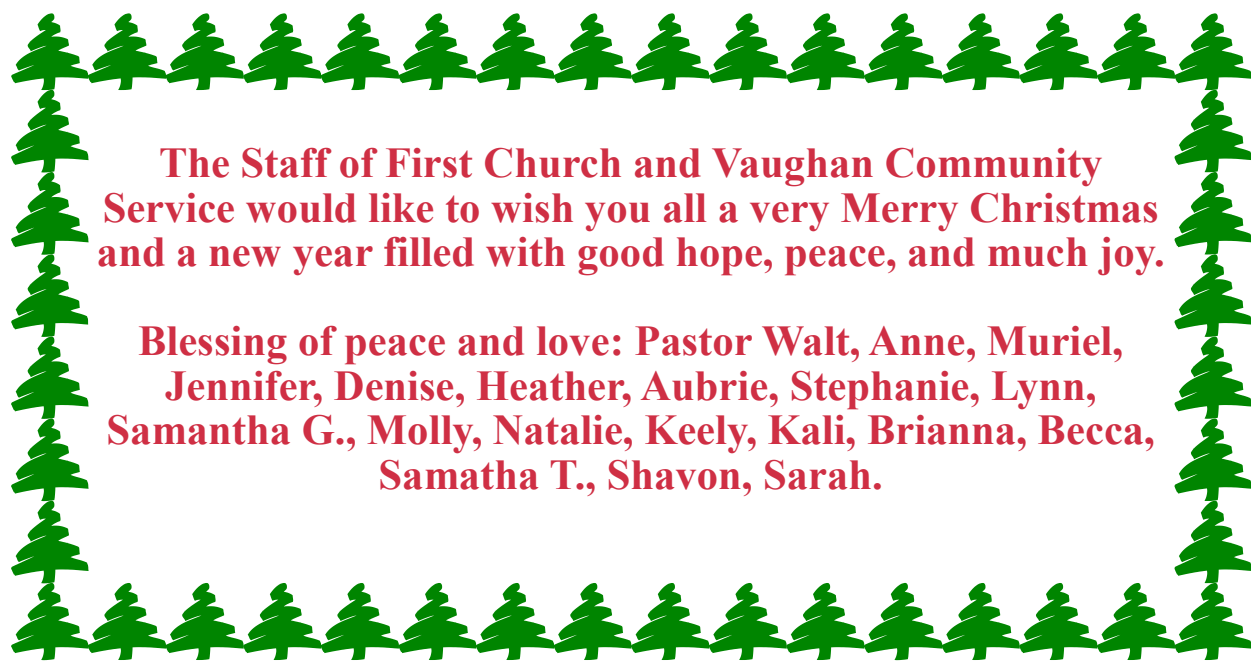 The Staff of First Church and Vaughan Community
Service would like to wish you all a very Merry Christmas
and a new year filled with good hope, peace, and much joy.
Blessing of peace and love: Pastor Walt, Anne, Muriel,
Jennifer, Denise, Heather, Aubrie, Stephanie, Lynn,
Samantha G., Molly, Natalie, Keely, Kali, Brianna, Becca,
Samatha T., Shavon, Sarah.